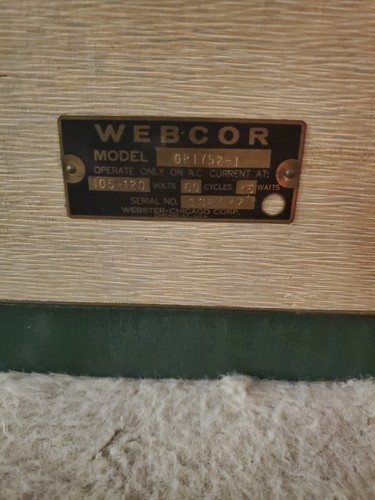 WEBCOR
MODEL GP1752-1
OPERATE ONLY ON A.C. CURRENT AT:
105-120 VOLTS 60 CYCLES WATTS
SERIAL NO.
WEBSTER-CHICAGO CORP.